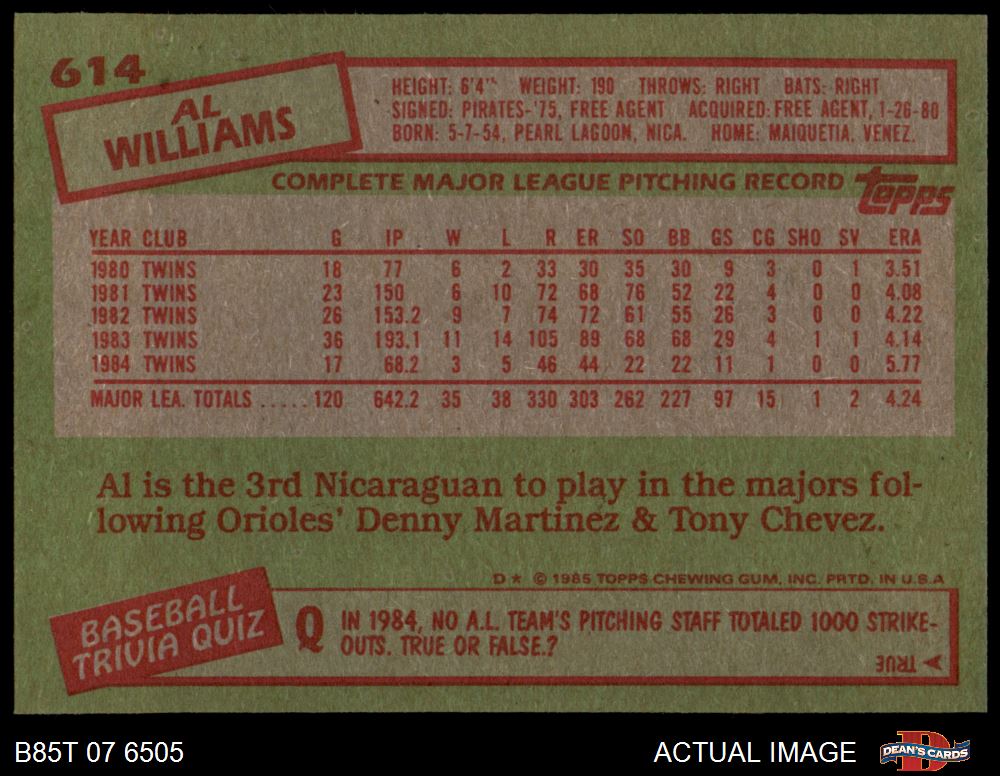 614
AL
WILLIAMS
HEIGHT: 6'4" WEIGHT: 190 THROWS: RIGHT BATS: RIGHT
SIGNED: PIRATES-'75, FREE AGENT ACQUIRED: FREE AGENT, 1-26-80
BORN: 5-7-54, PEARL LAGOON, NICA. HOME: MAIQUETIA, VENEZ.
COMPLETE MAJOR LEAGUE PITCHING RECORD topps
YEAR CLUB G IP W L R ER SO BB GS CG SHO SV ERA
1980 TWINS 18 77 6 2 33 30 35 30 9 3 0 1 3.51
1981 TWINS 23 150 6 10 72 68 76 52 22 4 0 0 4.08
1982 TWINS 26 153.2 9 7 74 72 61 55 26 3 0 0 4.22
1983 TWINS 36 193.1 11 14 105 89 68 68 29 4 1 1 4.14
1984 TWINS 17 68.2 3 5 46 44 22 22 11 1 0 0 5.77
MAJOR LEA. TOTALS ..... 120 642.2 35 38 330 303 262 227 97 15 1 2 4.24
Al is the 3rd Nicaraguan to play in the majors fol-
lowing Orioles' Denny Martinez & Tony Chevez.
D* © 1985 TOPPS CHEWING GUM, INC. PRTD. IN U.S.A
BASEBALL
TRIVIA QUIZ
Q IN 1984, NO A.L. TEAM'S PITCHING STAFF TOTALED 1000 STRIKE-
OUTS. TRUE OR FALSE.?
TRUE
B85T 07 6505 ACTUAL IMAGE D DEAN'S CARDS